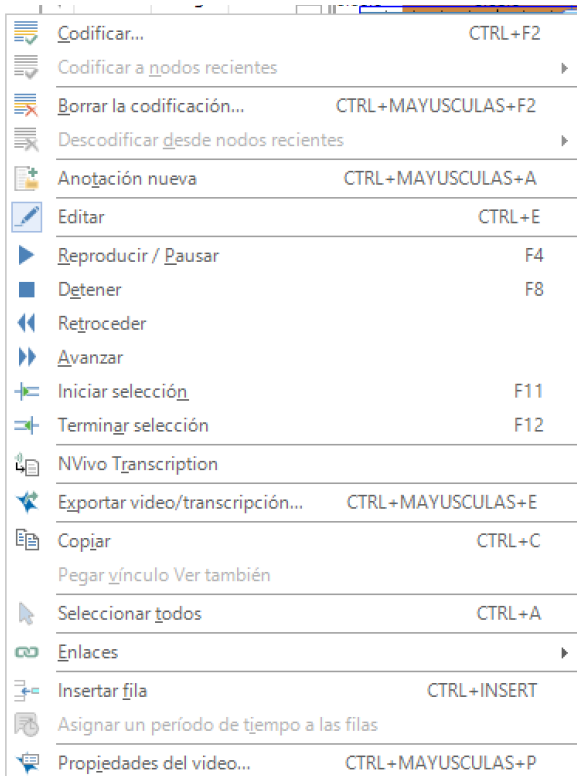 Codificar... CTRL+F2
Codificar a nodos recientes
Borrar la codificación... CTRL+MAYUSCULAS+F2
Descodificar desde nodos recientes
Anotación nueva CTRL+MAYUSCULAS+A
Editar CTRL+E
Reproducir / Pausar F4
Detener F8
Retroceder
Avanzar
Iniciar selección F11
Terminar selección F12
NVivo Transcription
Exportar video/transcripción... CTRL+MAYUSCULAS+E
Copiar CTRL+C
Pegar vínculo Ver también
Seleccionar todos CTRL+A
Enlaces
Insertar fila CTRL+INSERT
Asignar un período de tiempo a las filas
Propiedades del video... CTRL+MAYUSCULAS+P